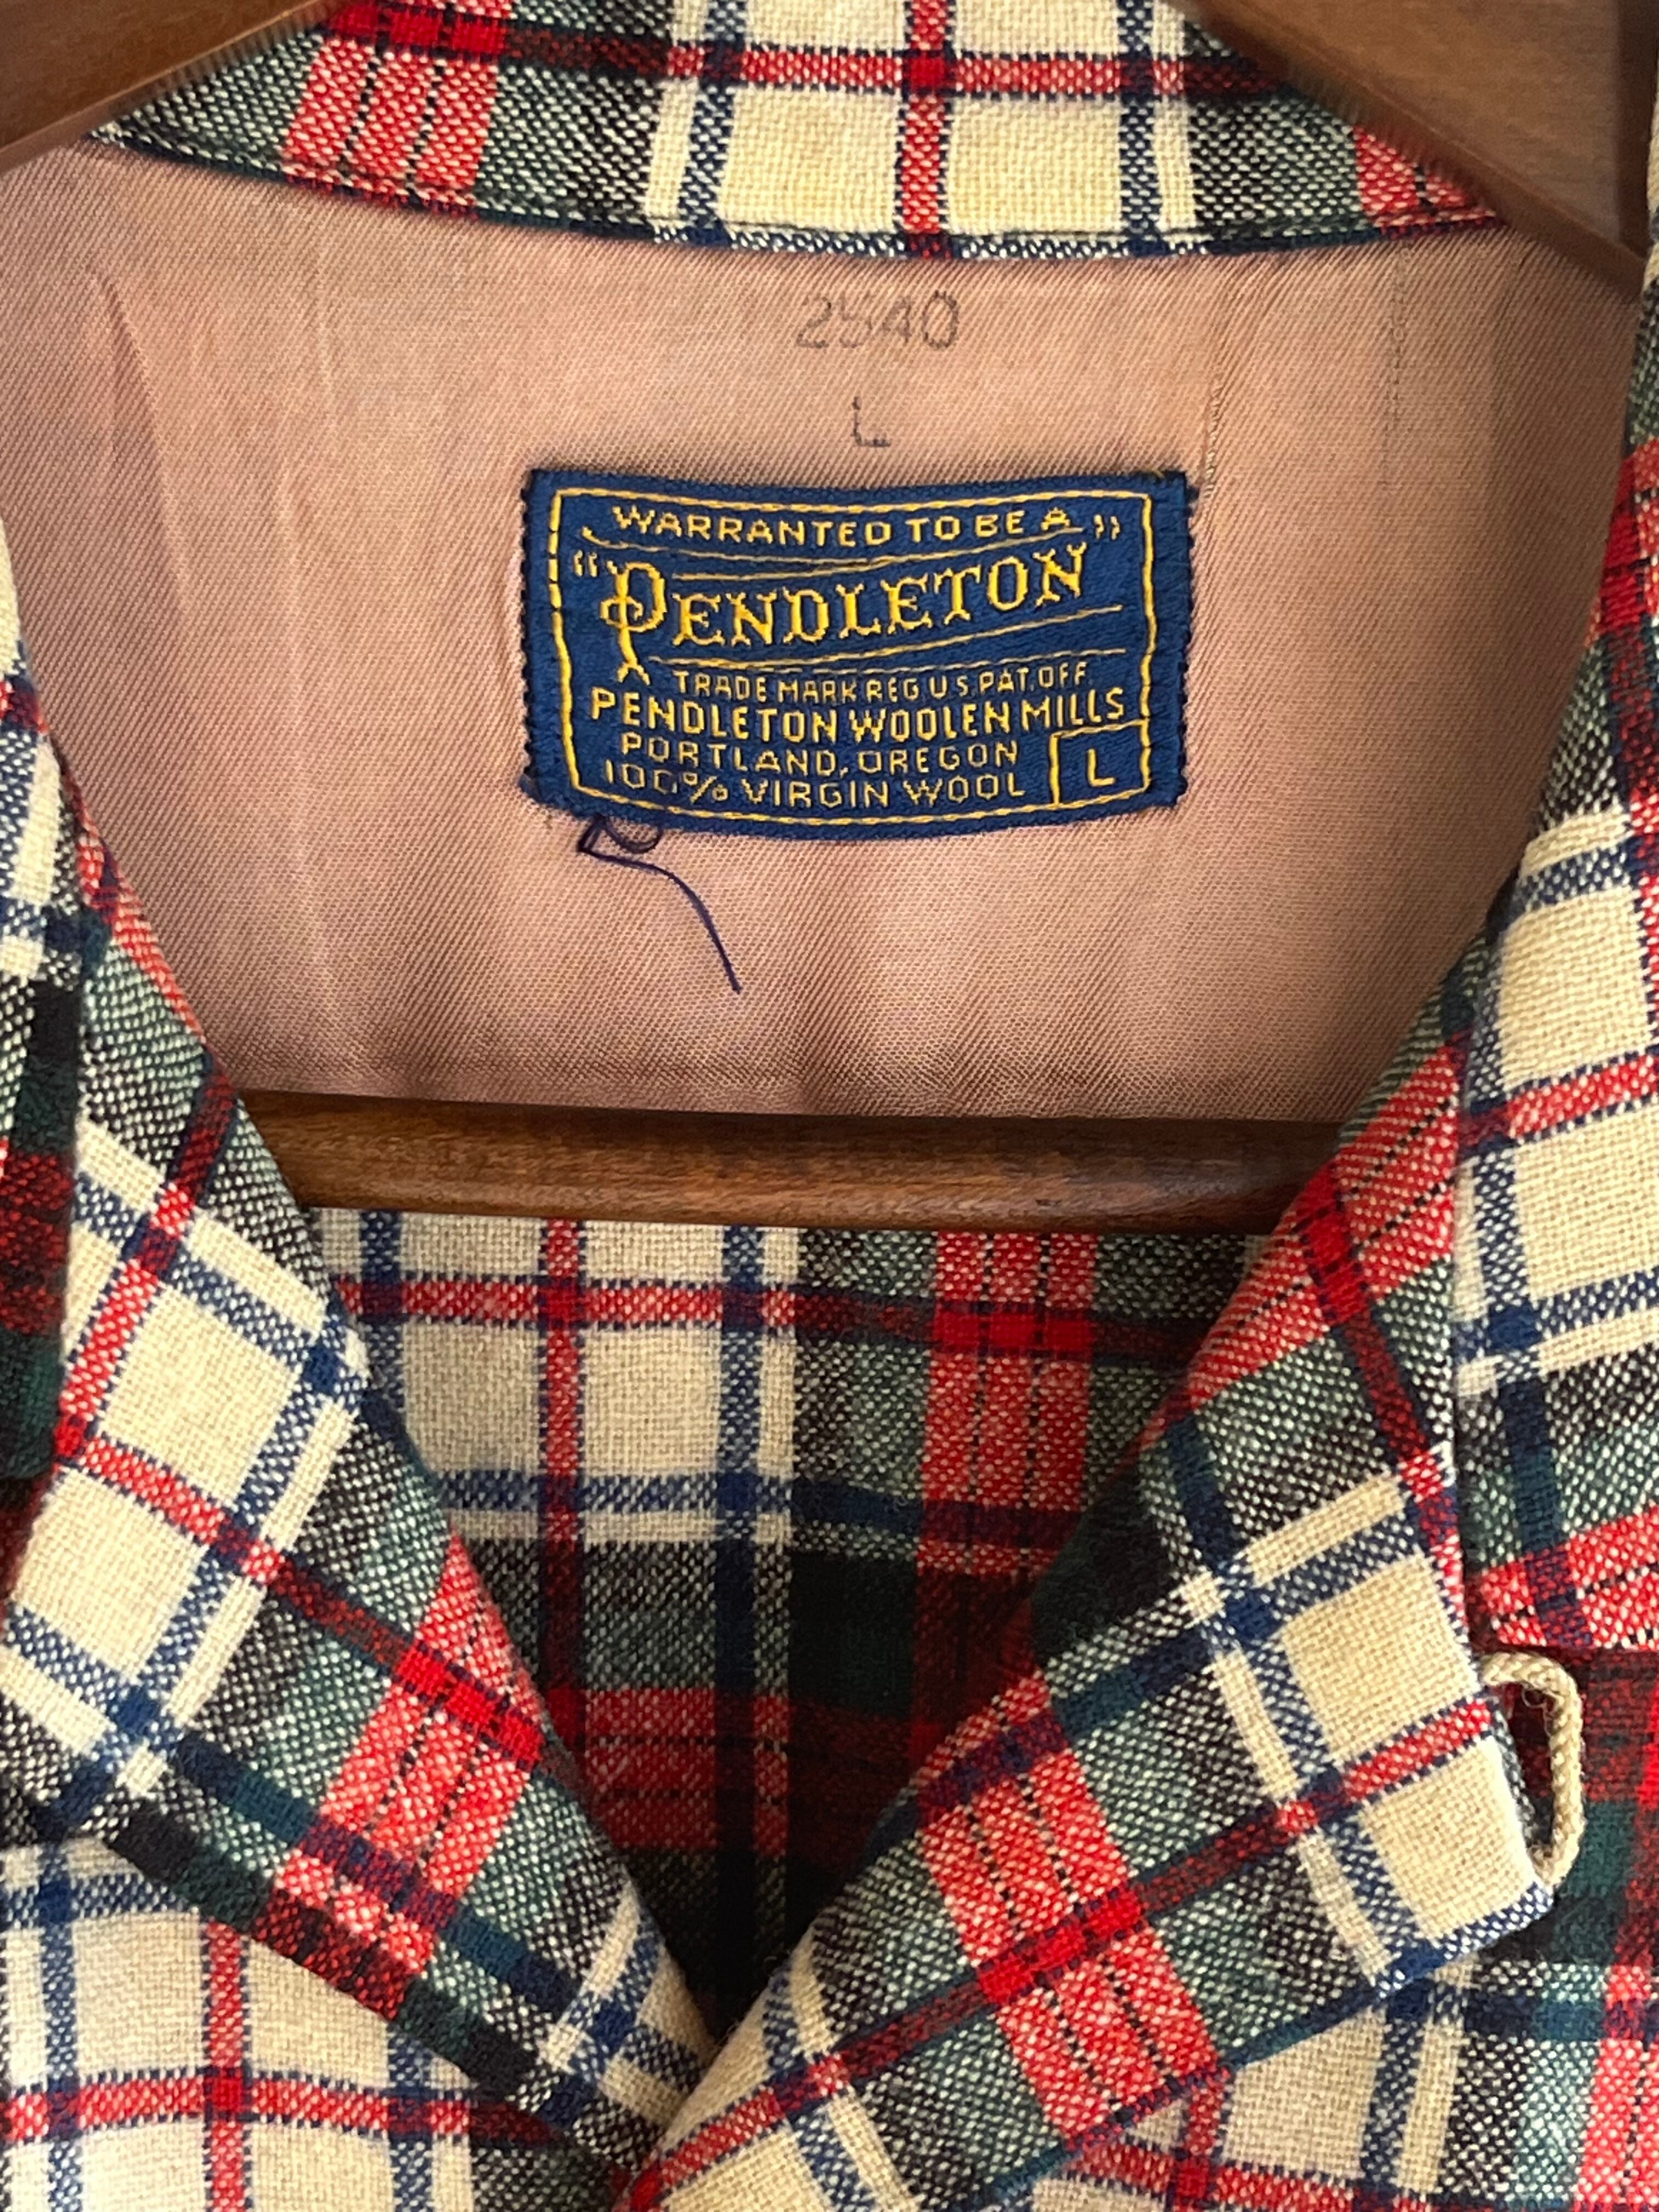 2540
L
WARRANTED TO BE A
"PENDLETON"
TRADE MARK REG U.S. PAT. OFF.
PENDLETON WOOLEN MILLS
PORTLAND, OREGON
100% VIRGIN WOOL
L